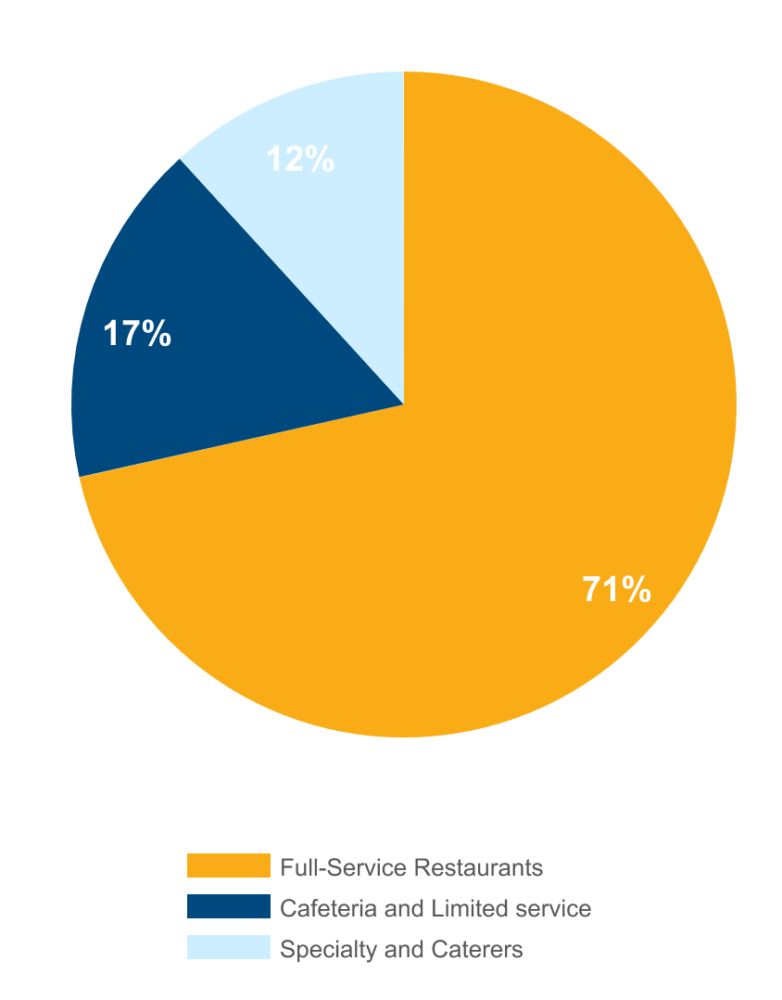 12%
17%
71%
Full-Service Restaurants
Cafeteria and Limited service
Specialty and Caterers